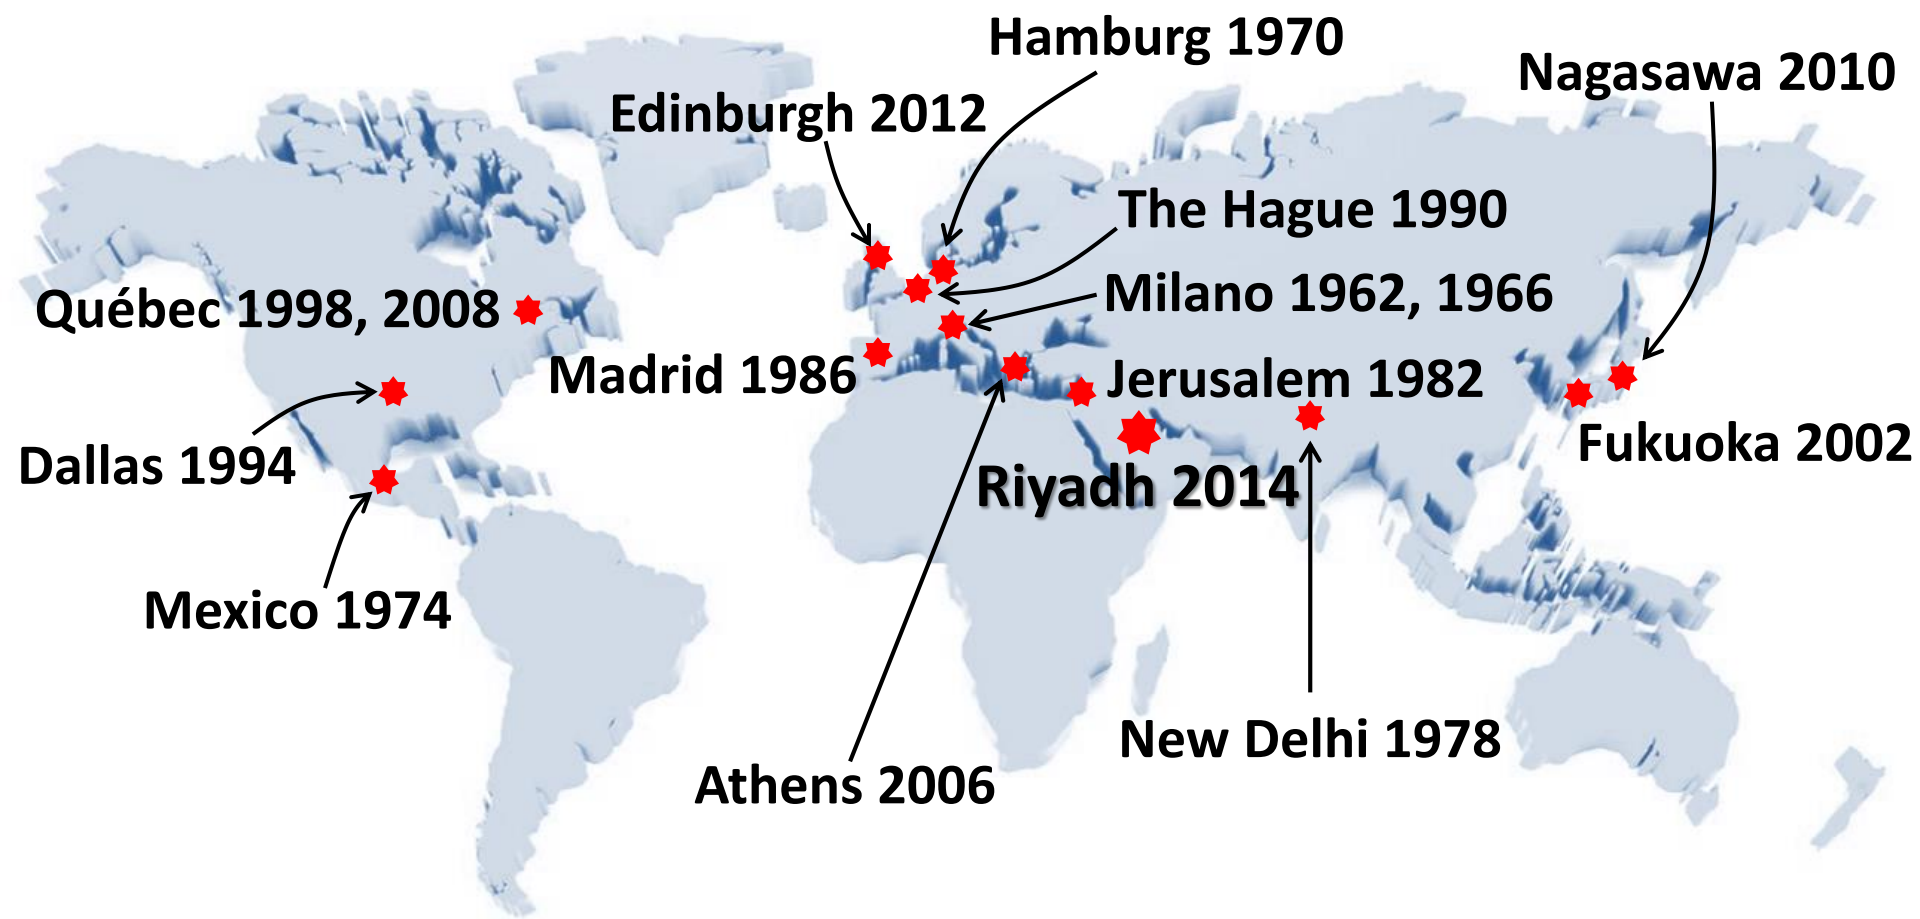 Hamburg 1970
Nagasawa 2010
Edinburgh 2012
The Hague 1990
Milano 1962, 1966
Québec 1998, 2008
Madrid 1986
Jerusalem 1982
Fukuoka 2002
Dallas 1994
Riyadh 2014
Mexico 1974
New Delhi 1978
Athens 2006